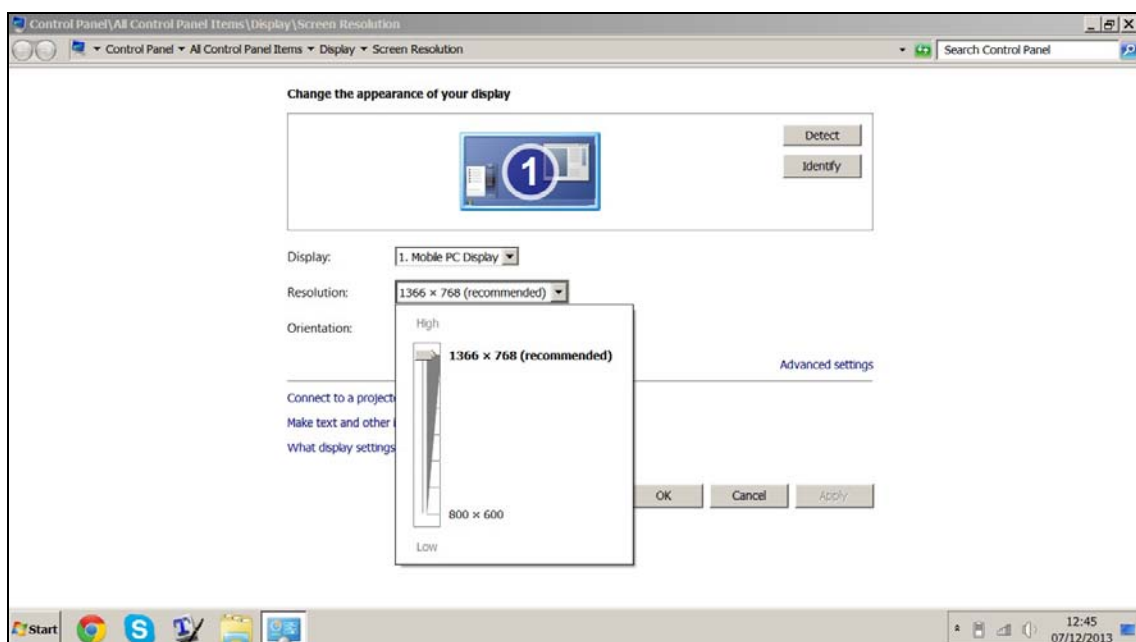 Control Panel\All Control Panel Items\Display\Screen Resolution
Control Panel ▾ All Control Panel Items ▾ Display ▾ Screen Resolution
Search Control Panel
Change the appearance of your display
1
Detect
Identify
Display:
1. Mobile PC Display
Resolution:
1366 × 768 (recommended)
Orientation:
High
1366 × 768 (recommended)
Advanced settings
Connect to a
Make text and other
What display settings
800 × 600
Low
OK
Cancel
Apply
Start
12:45
07/12/2013